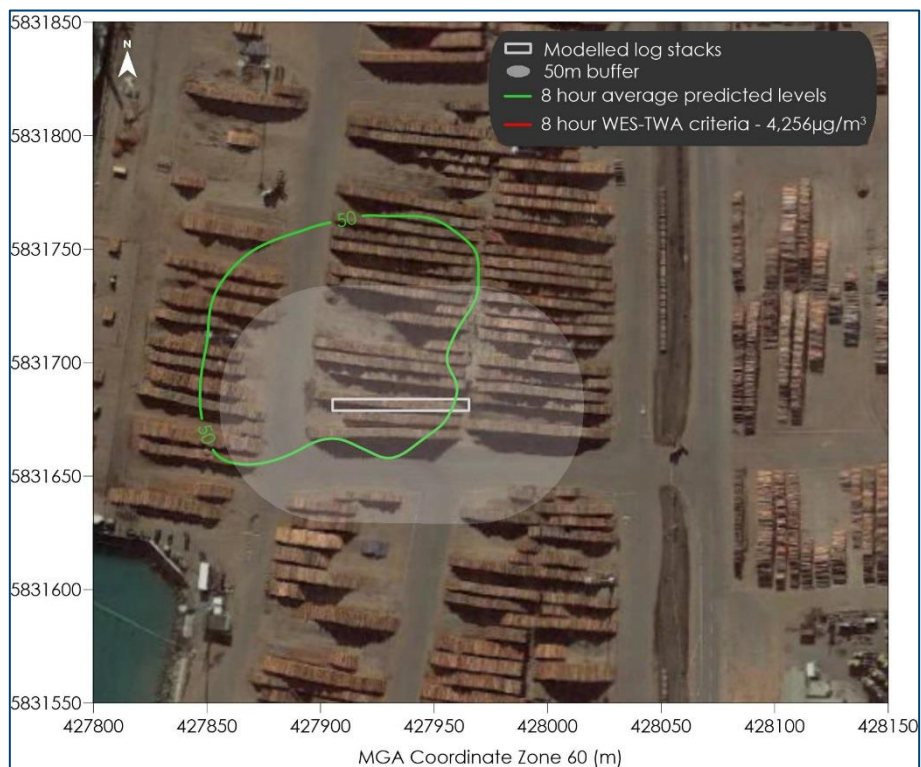 5831850
5831800
5831750
5831700
5831650
5831600
5831550
N
Modelled log stacks
50m buffer
8 hour average predicted levels
8 hour WES-TWA criteria - 4,256µg/m³
50
50
427800 427850 427900 427950 428000 428050 428100 428150
MGA Coordinate Zone 60 (m)